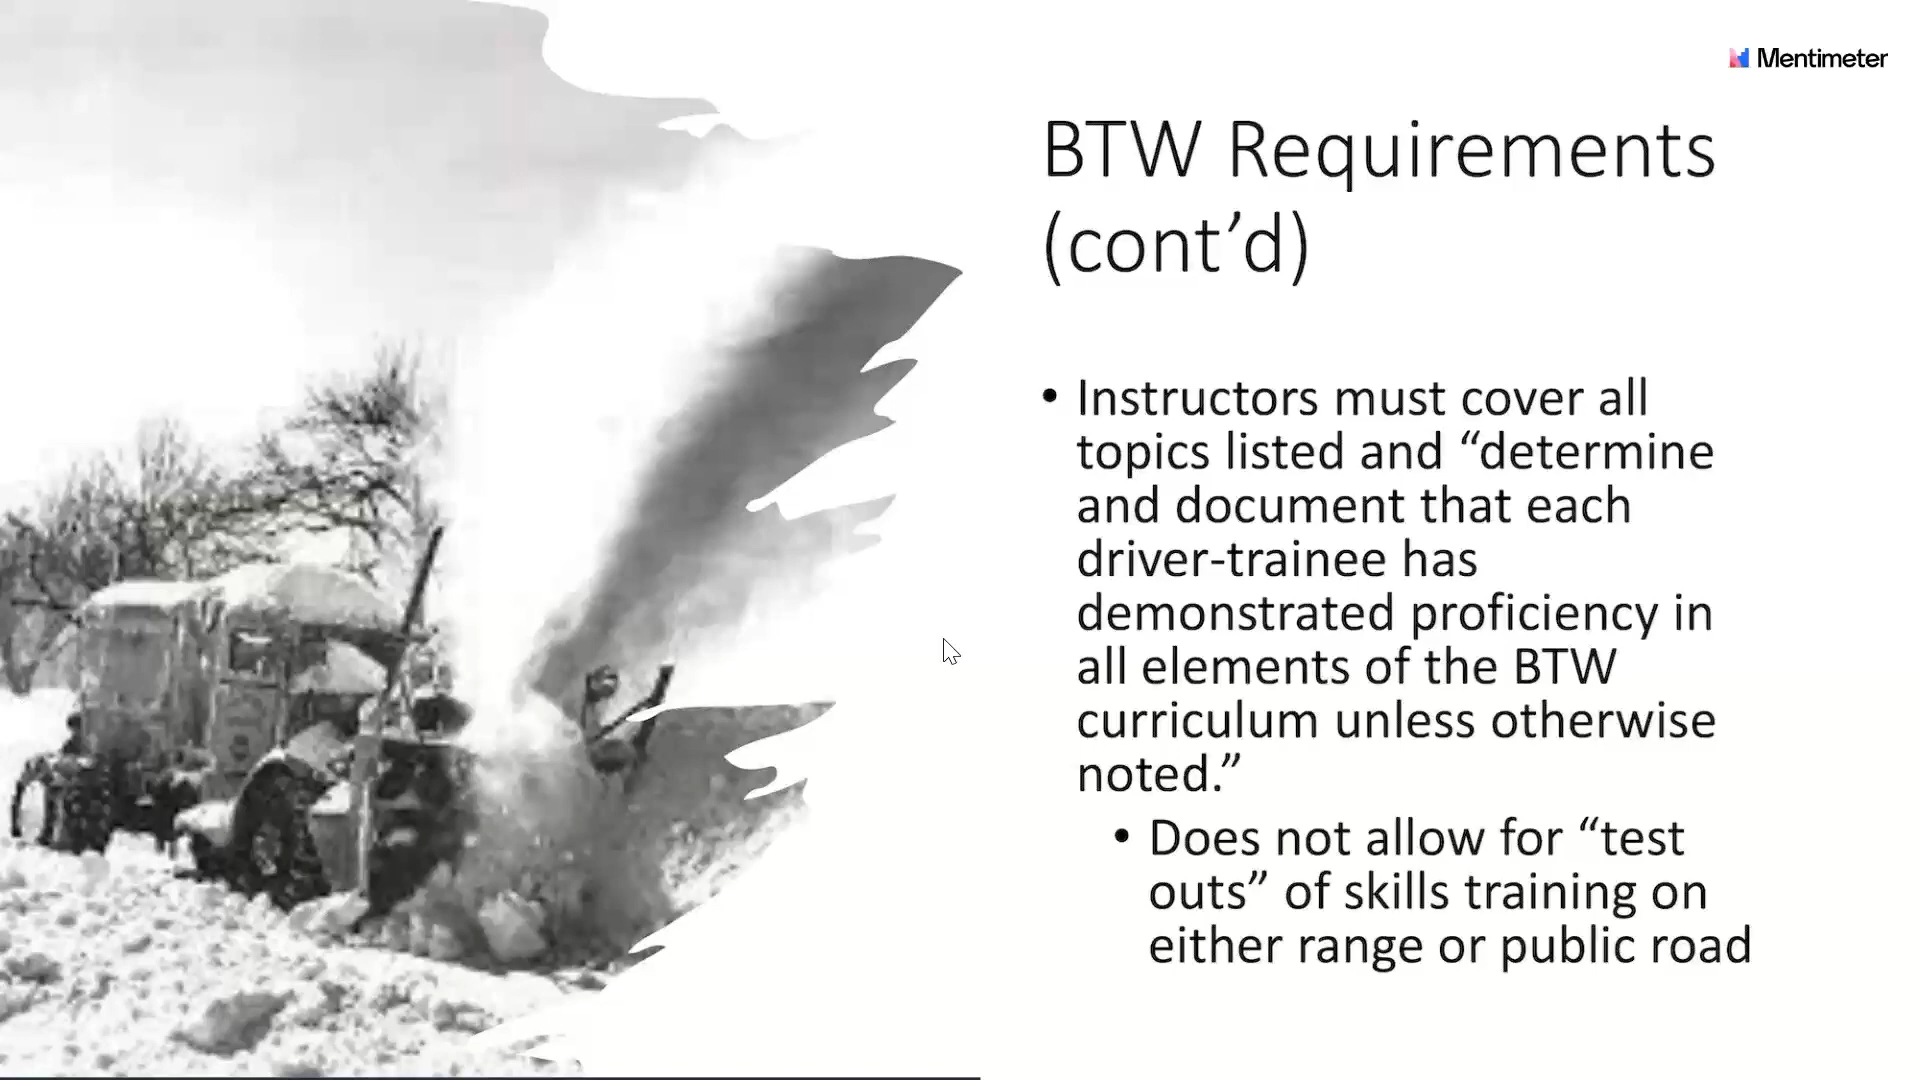 Mentimeter
BTW Requirements
(cont’d)
• Instructors must cover all
topics listed and “determine
and document that each
driver-trainee has
demonstrated proficiency in
all elements of the BTW
curriculum unless otherwise
noted.”
• Does not allow for “test
outs” of skills training on
either range or public road